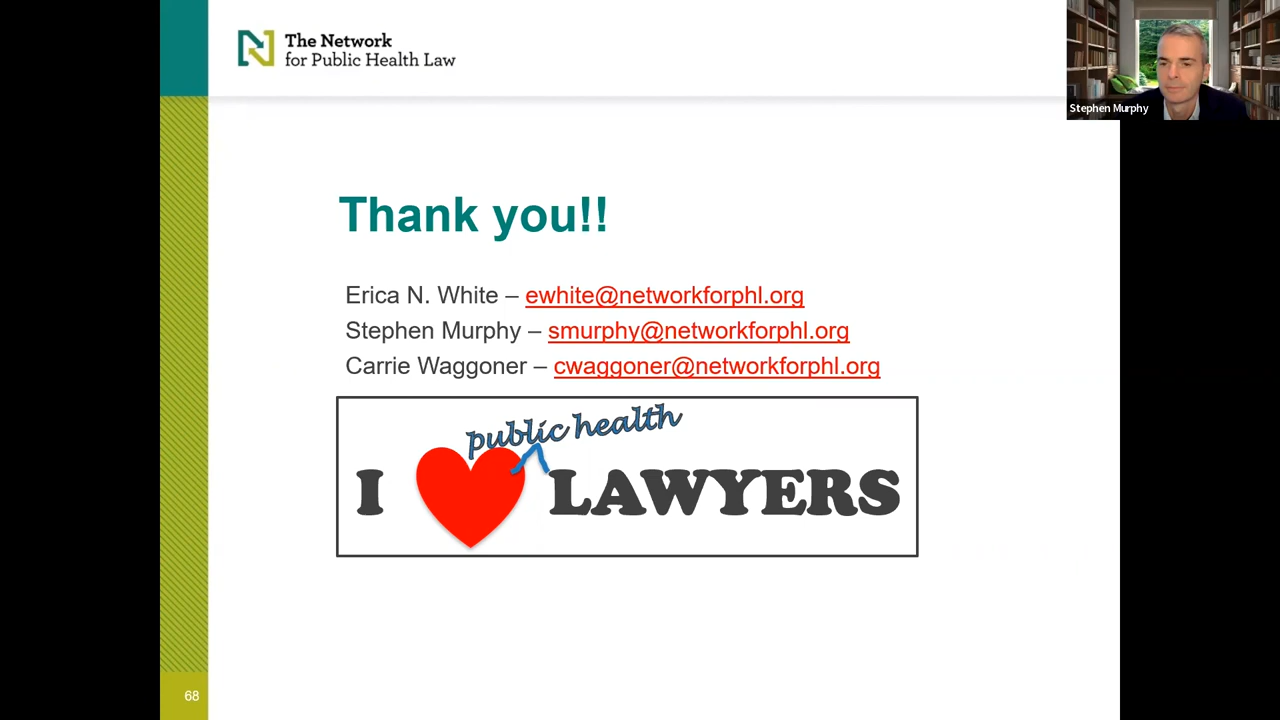 The Network
for Public Health Law
Stephen Murphy
Thank you!!
Erica N. White – ewhite@networkforphl.org
Stephen Murphy – smurphy@networkforphl.org
Carrie Waggoner – cwaggoner@networkforphl.org
public health
I LAWYERS
68